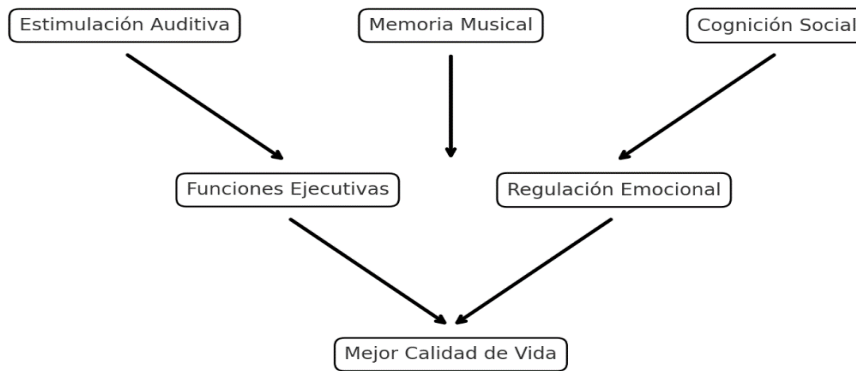 Estimulación Auditiva
Memoria Musical
Cognición Social
Funciones Ejecutivas
Regulación Emocional
Mejor Calidad de Vida